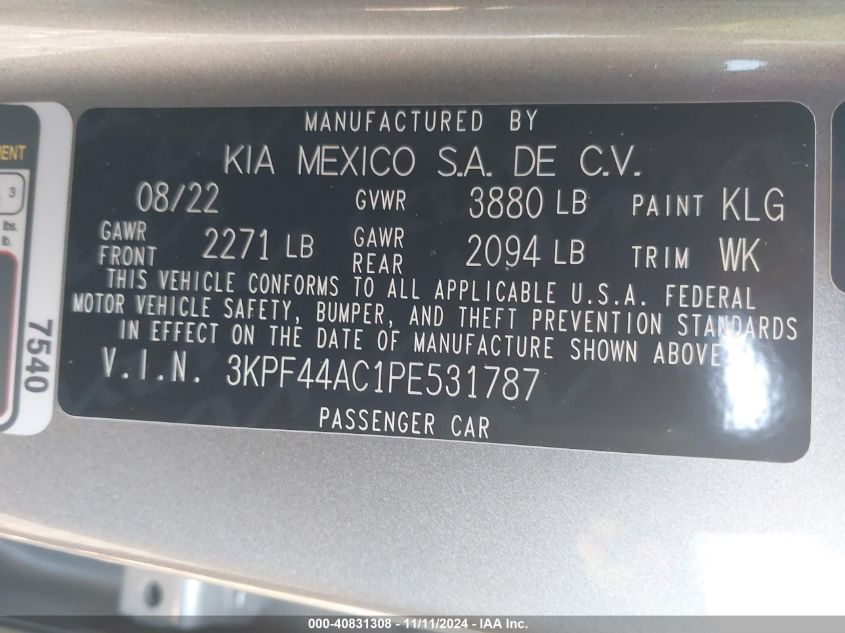 MANUFACTURED BY
KIA MEXICO S.A. DE C.V.
08/22 GVWR 3880 LB PAINT KLG
GAWR FRONT 2271 LB GAWR REAR 2094 LB TRIM WK
THIS VEHICLE CONFORMS TO ALL APPLICABLE U.S.A. FEDERAL
MOTOR VEHICLE SAFETY, BUMPER, AND THEFT PREVENTION STANDARDS
IN EFFECT ON THE DATE OF MANUFACTURE SHOWN ABOVE.
V.I.N. 3KPF44AC1PE531787
PASSENGER CAR
3
lbs.
lb.
7540
000-40831308 - 11/11/2024 - IAA Inc.